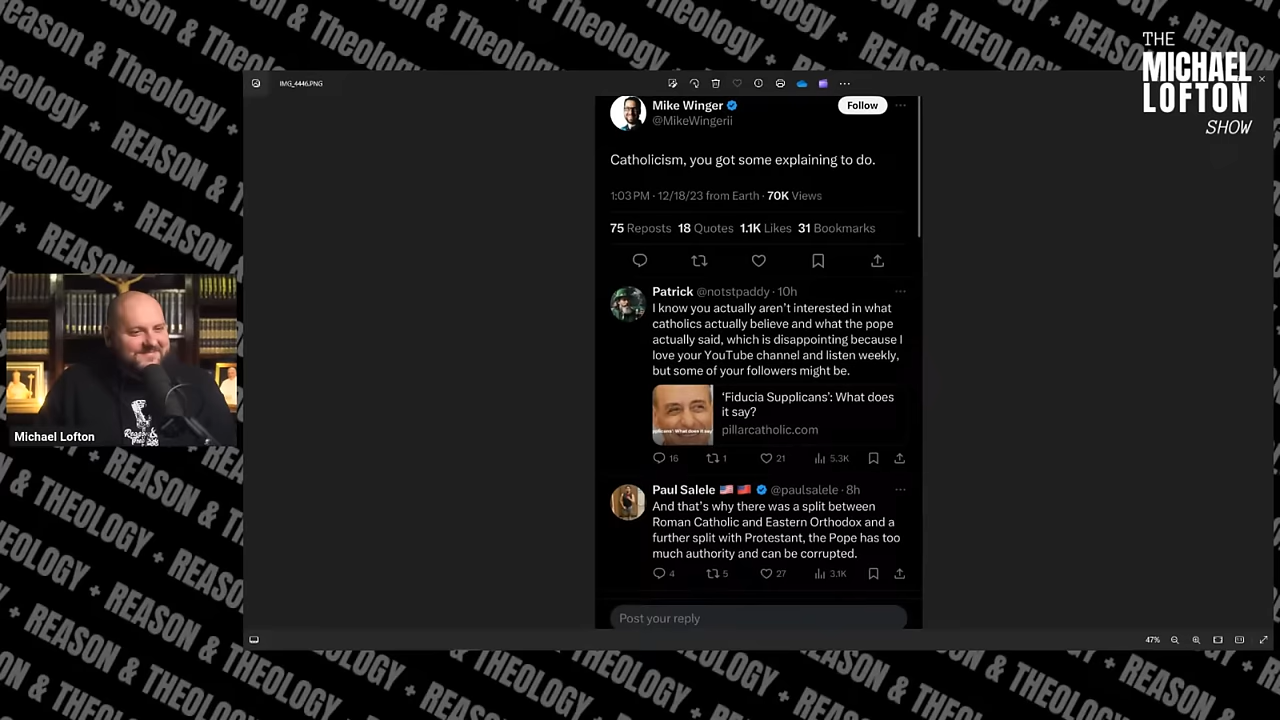 THE
MICHAEL
LOFTON
SHOW
IMG_4446.PNG
Mike Winger
@MikeWingerii
Follow
Catholicism, you got some explaining to do.
1:03 PM · 12/18/23 from Earth · 70K Views
75 Reposts 18 Quotes 1.1K Likes 31 Bookmarks
Patrick @notstpaddy · 10h
I know you actually aren't interested in what
catholics actually believe and what the pope
actually said, which is disappointing because I
love your YouTube channel and listen weekly,
but some of your followers might be.
'Fiducia Supplicans': What does
it say?
pillarcatholic.com
16 1 21 5.3K
Paul Salele 🇺🇸 🇼🇸 @paulsalele · 8h
And that's why there was a split between
Roman Catholic and Eastern Orthodox and a
further split with Protestant, the Pope has too
much authority and can be corrupted.
4 5 27 3.1K
Post your reply
47%
Michael Lofton
REASON & THEOLOGY + REASON & THEOLOGY